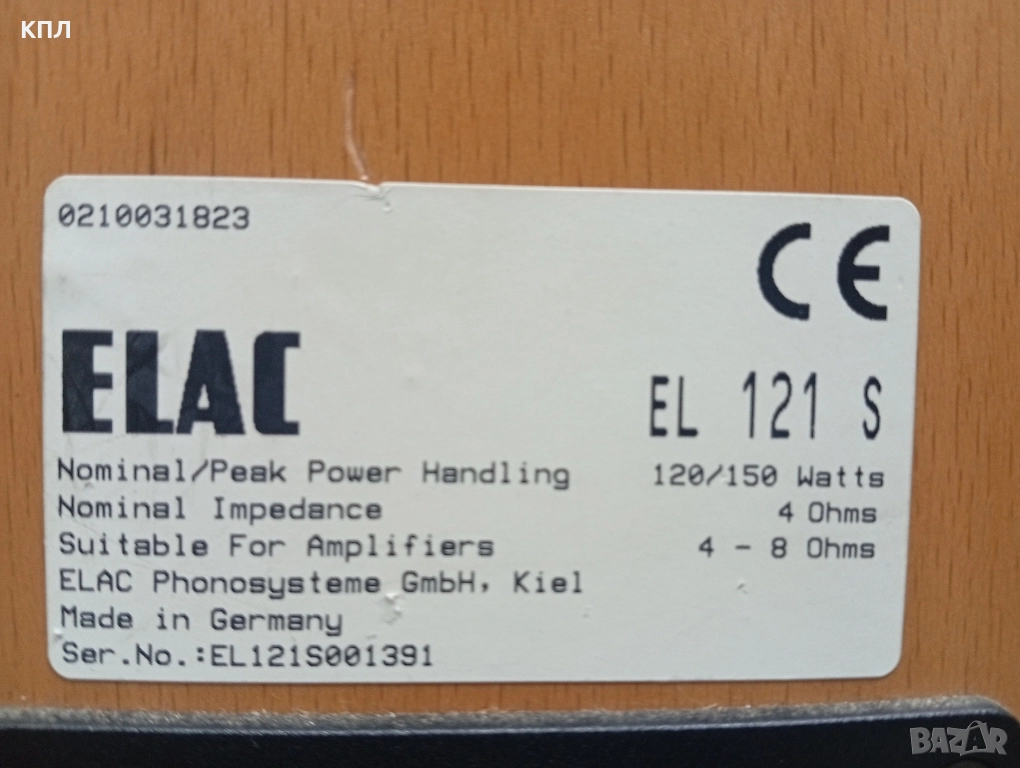 КПЛ
0210031823
CE
ELAC
EL 121 S
Nominal/Peak Power Handling 120/150 Watts
Nominal Impedance 4 Ohms
Suitable For Amplifiers 4 - 8 Ohms
ELAC Phonosysteme GmbH, Kiel
Made in Germany
Ser.No.:EL121S001391
BAZAR